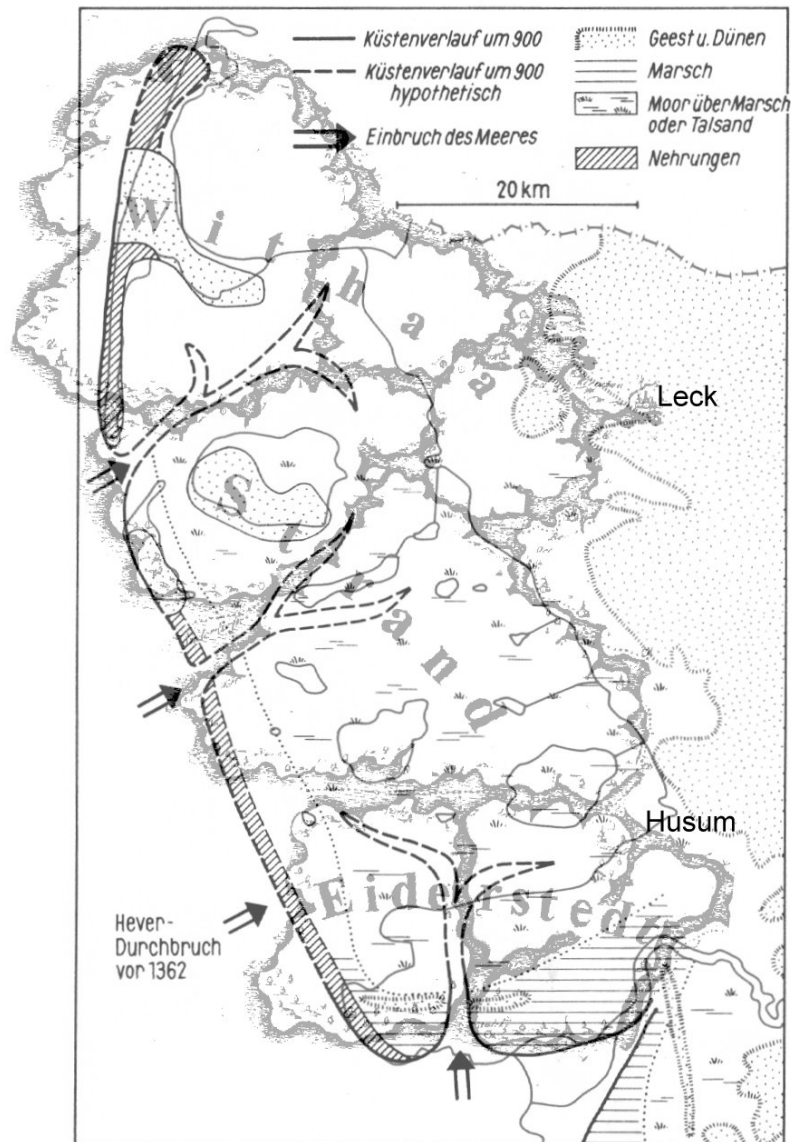 Küstenverlauf um 900
Küstenverlauf um 900
hypothetisch
Einbruch des Meeres
Geest u. Dünen
Marsch
Moor über Marsch
oder Talsand
Nehrungen
20 km
Withaa
Leck
Strand
Husum
Eiderstedt
Hever-
Durchbruch
vor 1362